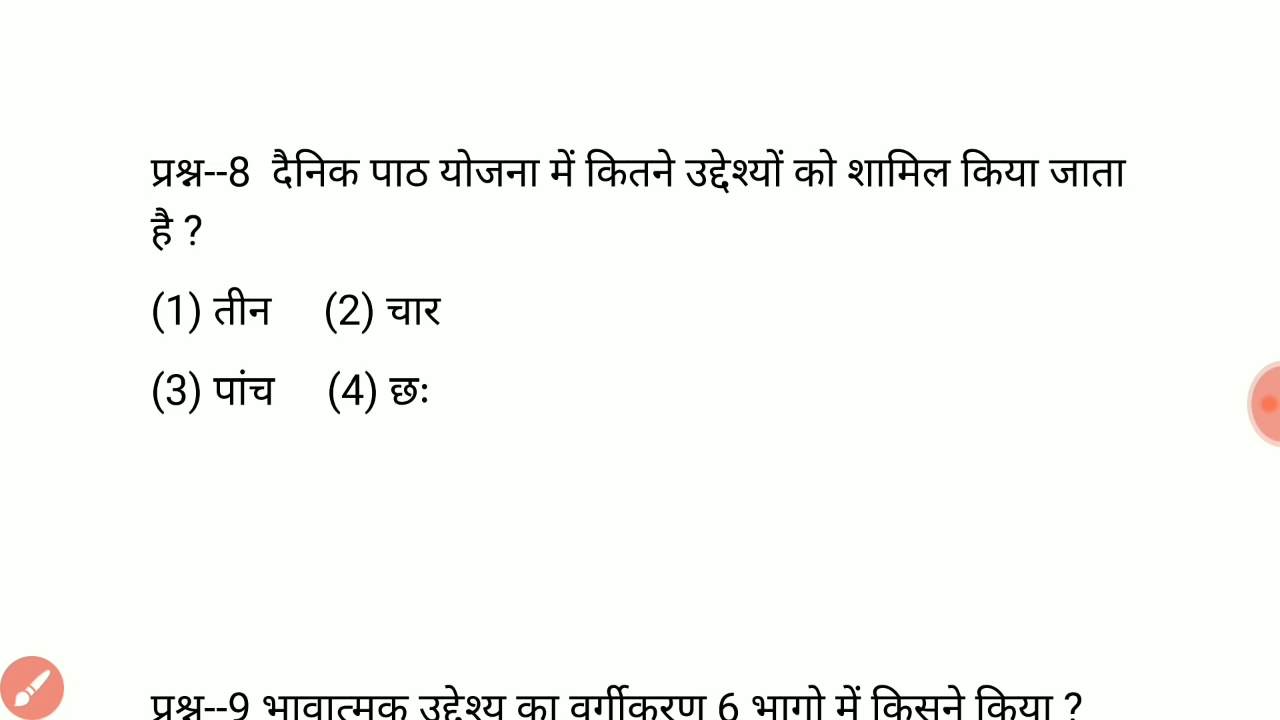 प्रश्न--8 दैनिक पाठ योजना में कितने उद्देश्यों को शामिल किया जाता
है ?
(1) तीन (2) चार
(3) पांच (4) छः
प्रश्न--9 भावात्मक उद्देश्य का वर्गीकरण 6 भागो में किसने किया ?